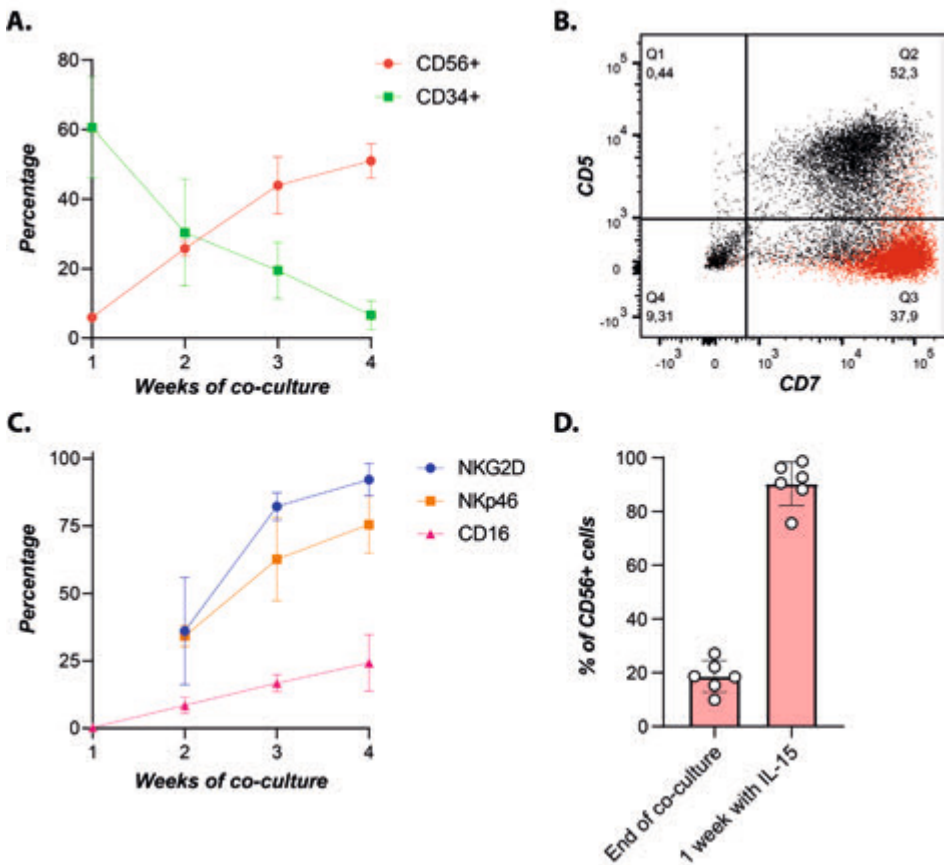 A.
80
60
40
20
0
Percentage
1 2 3 4
Weeks of co-culture
CD56+
CD34+
B.
Q1
0,44
Q2
52,3
Q4
9,31
Q3
37,9
10^5
10^4
10^3
0
-10^3
CD5
-10^3 0 10^3 10^4 10^5
CD7
C.
100
75
50
25
0
Percentage
1 2 3 4
Weeks of co-culture
NKG2D
NKp46
CD16
D.
100
80
60
40
20
0
% of CD56+ cells
End of co-culture
1 week with IL-15